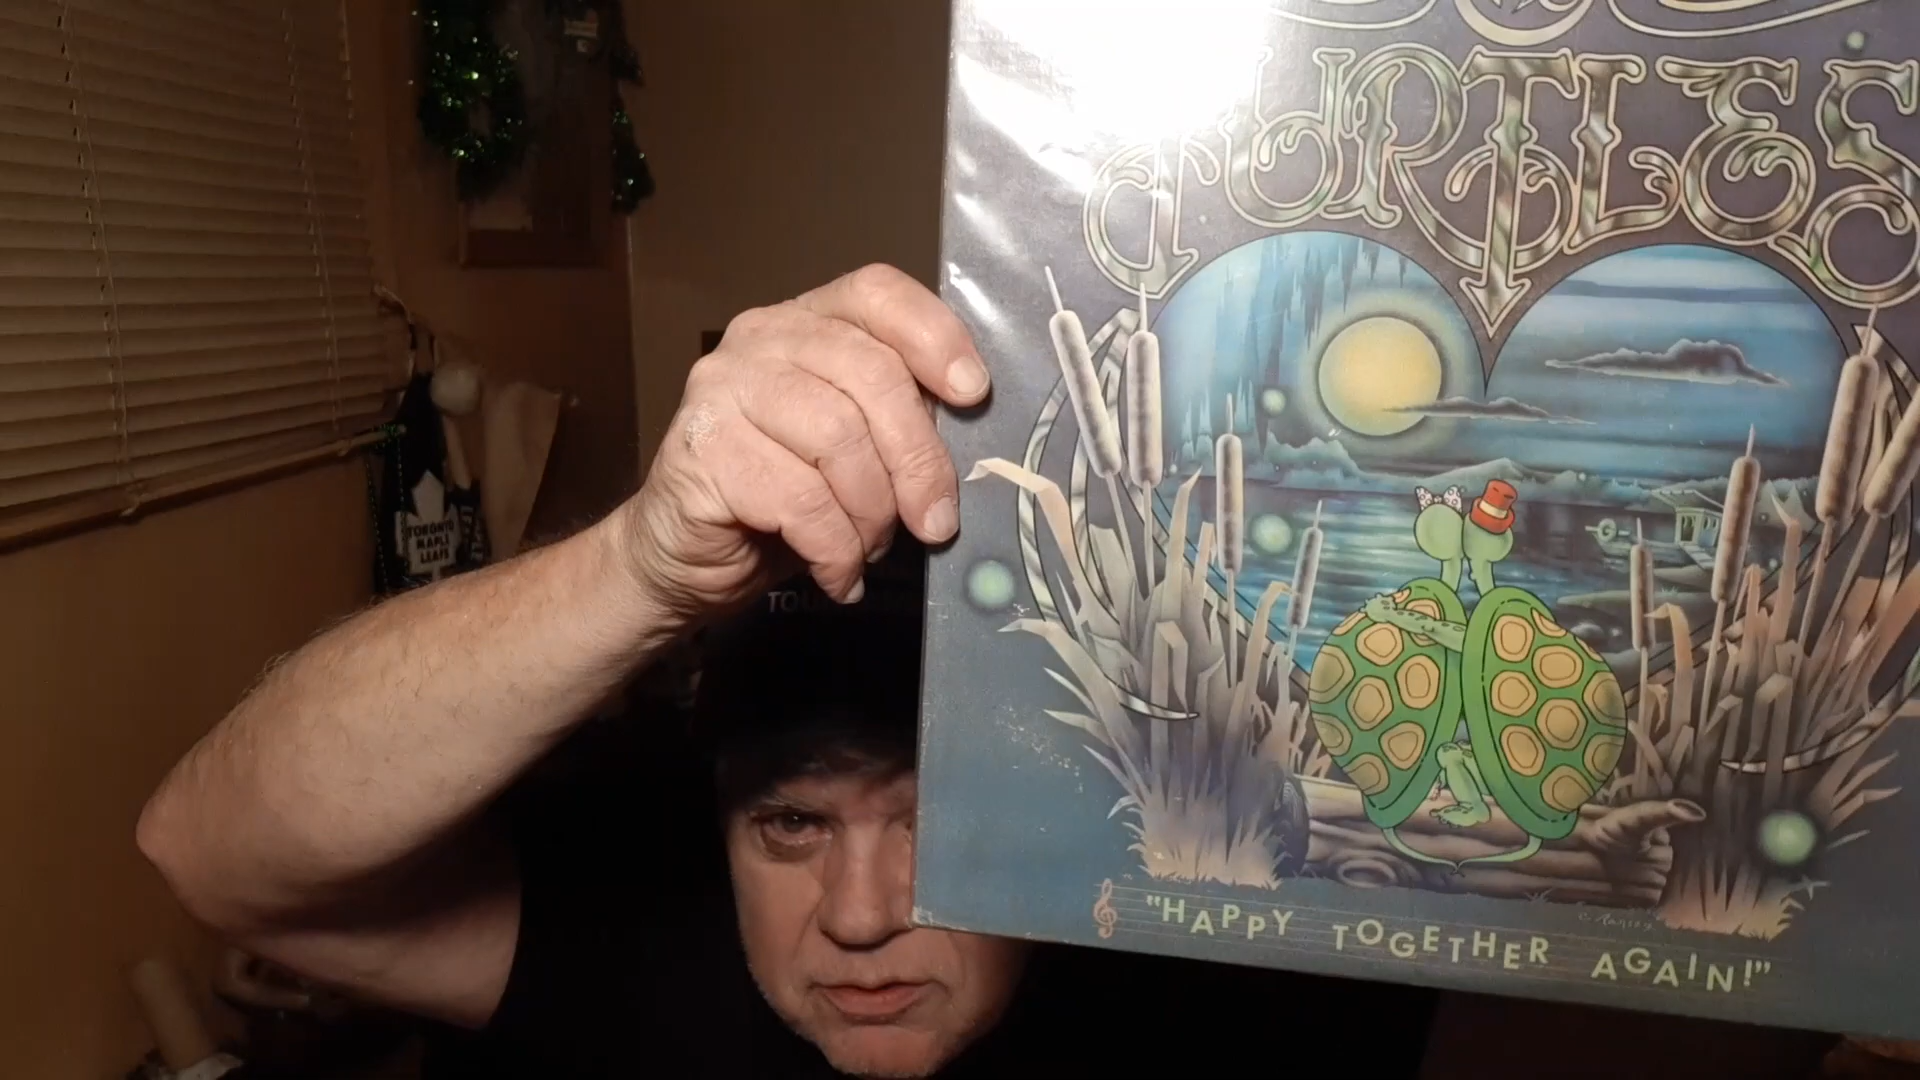 TURTLES
TORONTO
MAPLE
LEAFS
"HAPPY TOGETHER AGAIN!"